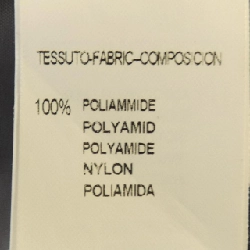 TESSUTO-FABRIC-COMPOSICION
100% POLIAMMIDE
POLYAMID
POLYAMIDE
NYLON
POLIAMIDA